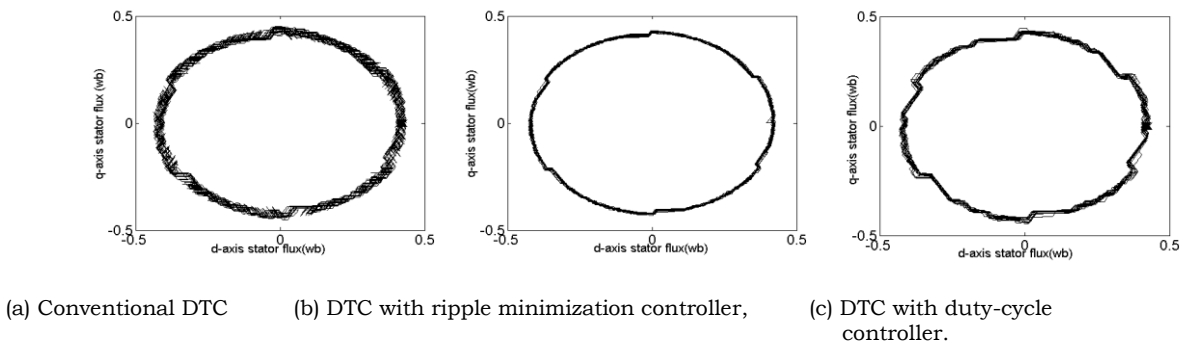 0.5
q-axis stator flux (wb)
0
-0.5
-0.5
0
0.5
d-axis stator flux(wb)
0.5
q-axis stator flux(wb)
0
-0.5
-0.5
0
0.5
d-axis stator flux(wb)
0.5
q-axis stator flux(wb)
0
-0.5
-0.5
0
0.5
d-axis stator flux(wb)
(a) Conventional DTC
(b) DTC with ripple minimization controller,
(c) DTC with duty-cycle
controller.